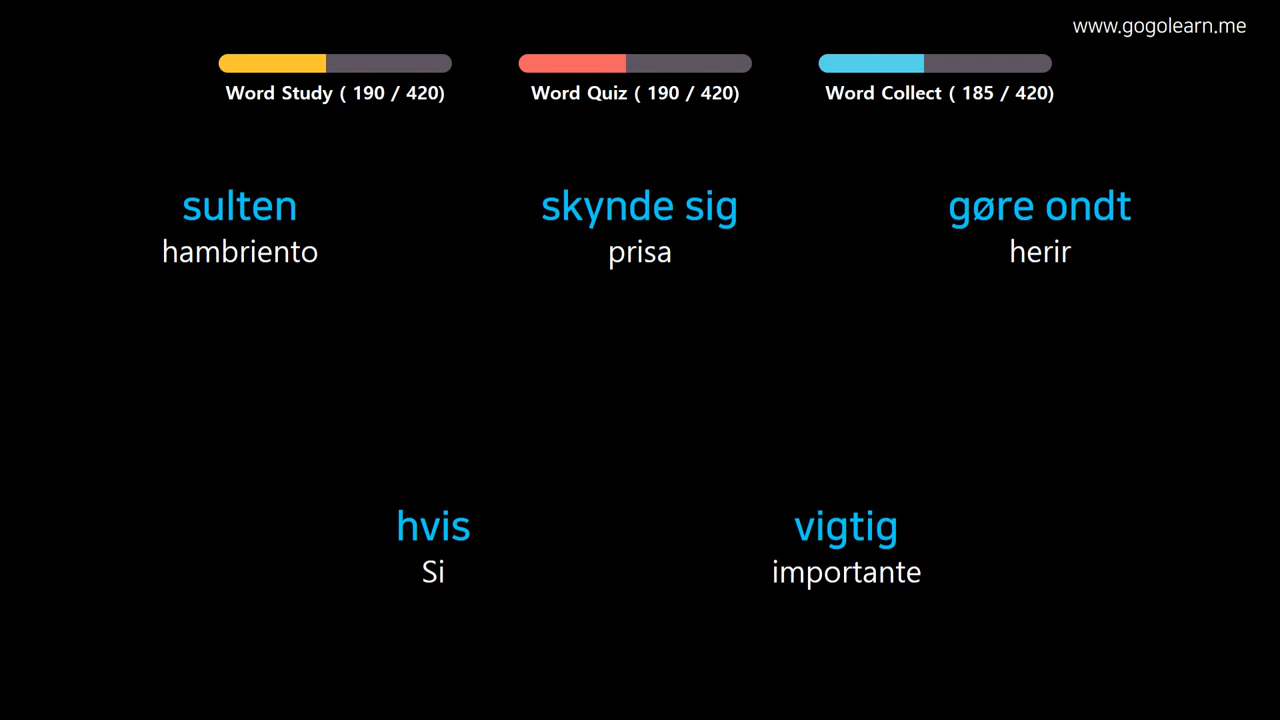 www.gogolearn.me
Word Study ( 190 / 420)
Word Quiz ( 190 / 420)
Word Collect ( 185 / 420)
sulten
hambriento
skynde sig
prisa
gøre ondt
herir
hvis
Si
vigtig
importante